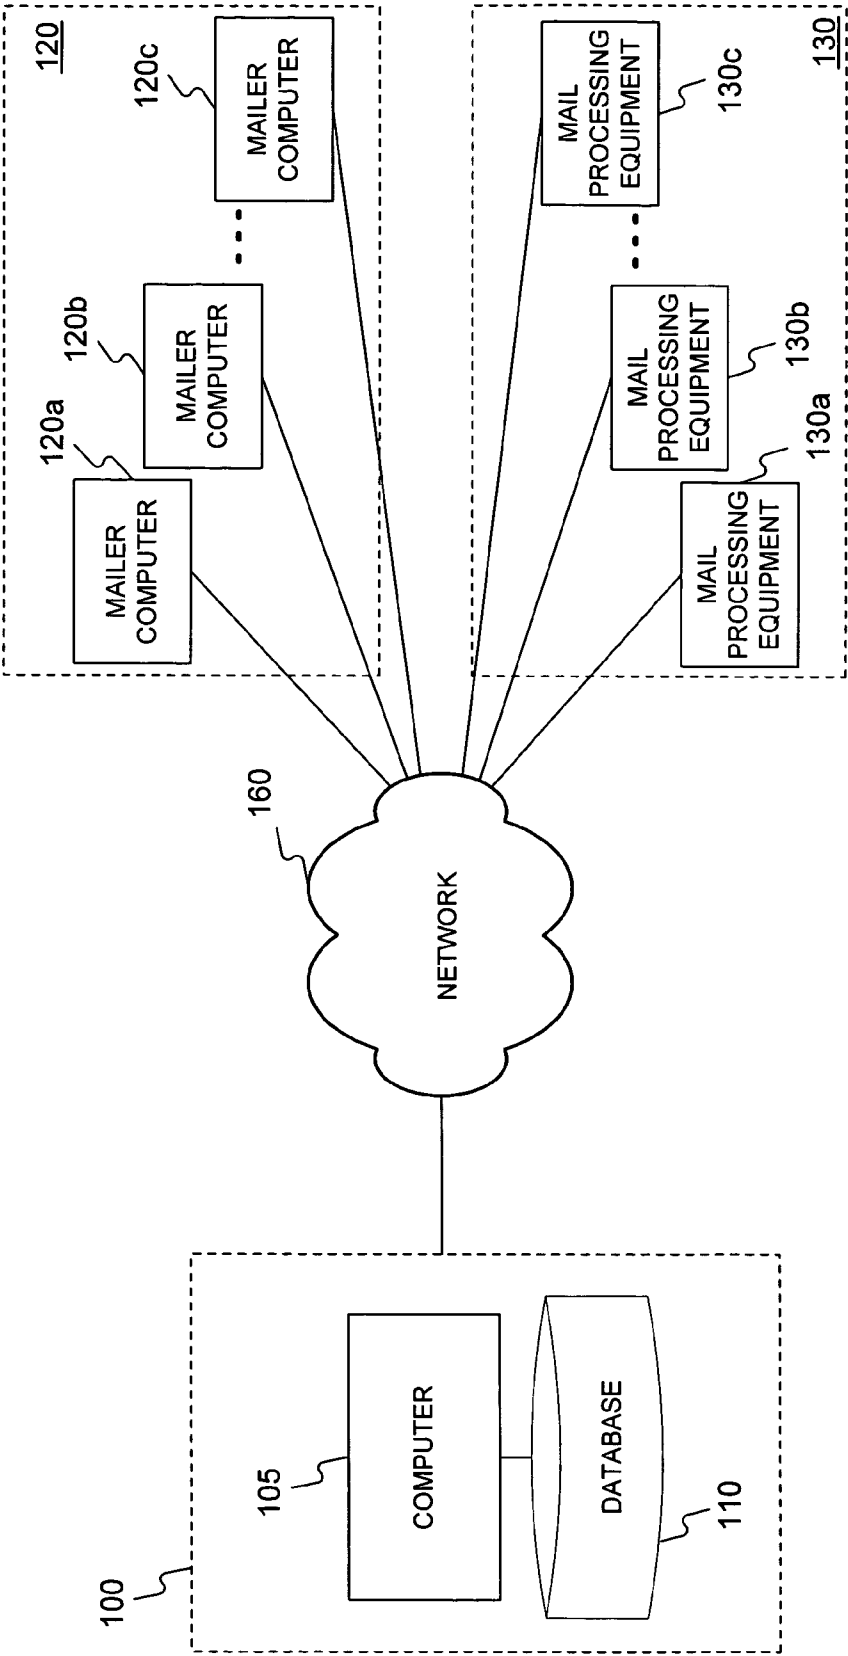 100
105
COMPUTER
DATABASE
110
160
NETWORK
120
120a
MAILER
COMPUTER
120b
MAILER
COMPUTER
120c
MAILER
COMPUTER
130
130a
MAIL
PROCESSING
EQUIPMENT
130b
MAIL
PROCESSING
EQUIPMENT
130c
MAIL
PROCESSING
EQUIPMENT